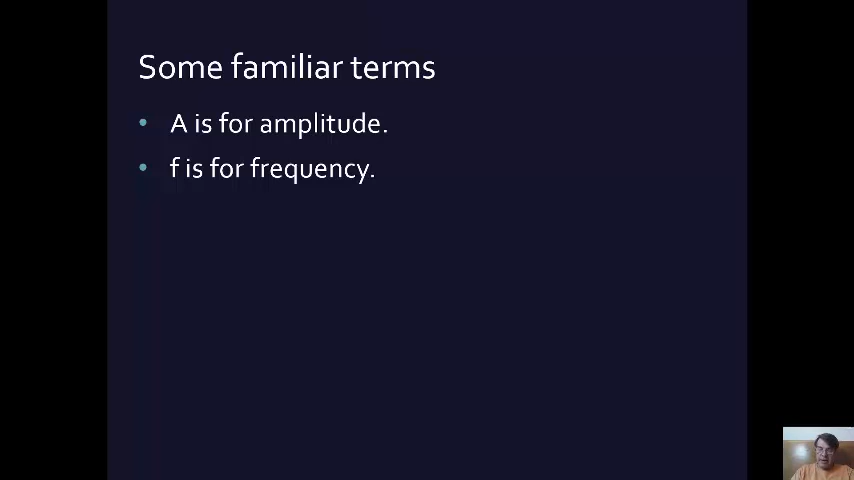 Some familiar terms
• A is for amplitude.
• f is for frequency.